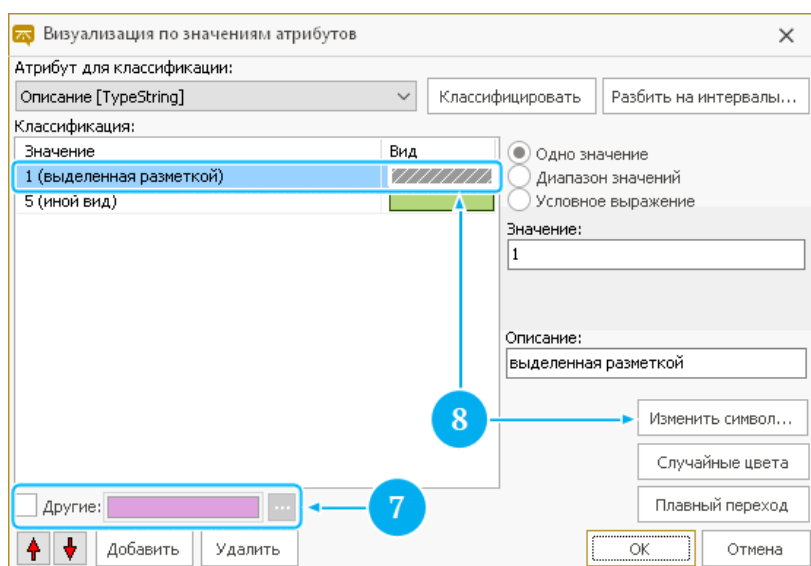 Визуализация по значениям атрибутов
Атрибут для классификации:
Описание [TypeString]
Классифицировать
Разбить на интервалы...
Классификация:
Значение Вид
1 (выделенная разметкой)
5 (иной вид)
Одно значение
Диапазон значений
Условное выражение
Значение:
1
Описание:
выделенная разметкой
8
Изменить символ...
Случайные цвета
Плавный переход
Другие:
...
7
Добавить
Удалить
OK
Отмена